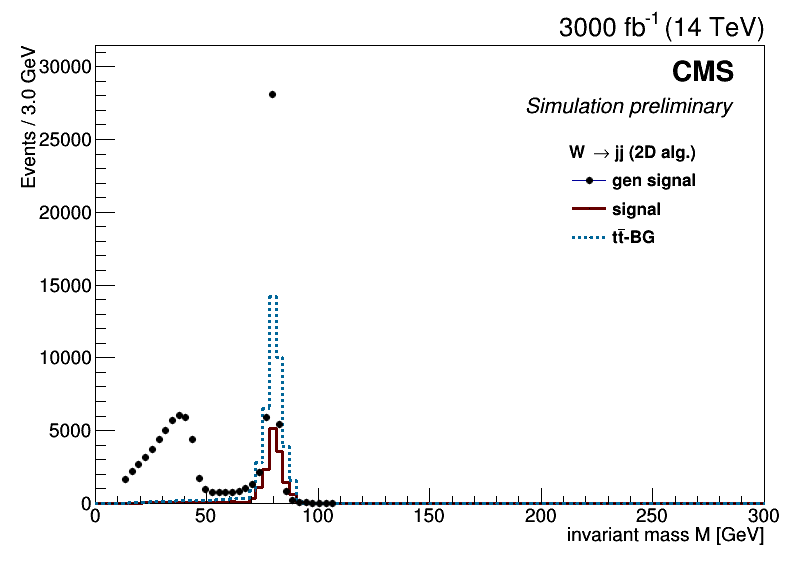 3000 fb⁻¹ (14 TeV)
Events / 3.0 GeV
CMS
Simulation preliminary
W → jj (2D alg.)
gen signal
signal
tt̄-BG
30000
25000
20000
15000
10000
5000
0
0 50 100 150 200 250 300
invariant mass M [GeV]